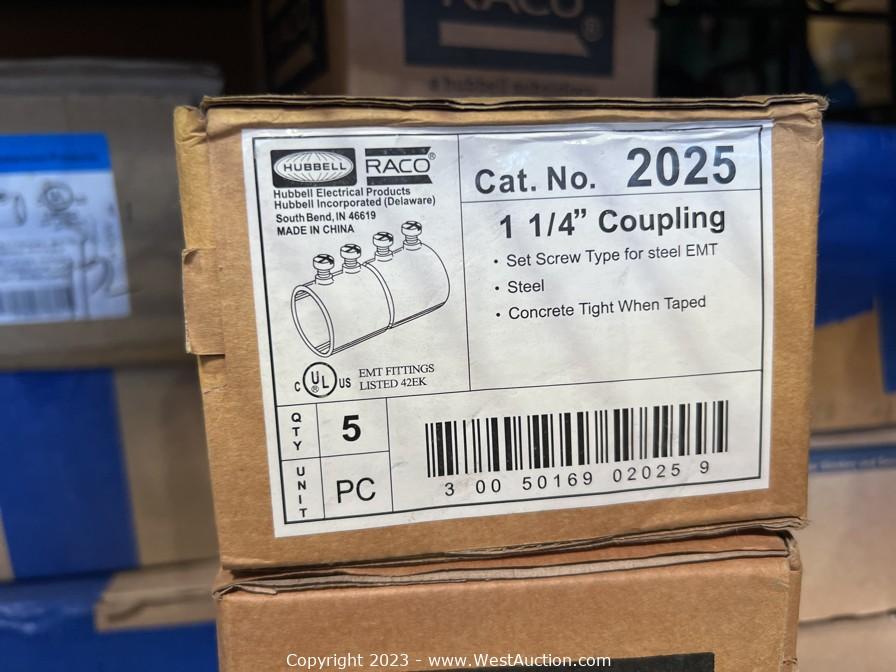 RACO®
a hubbell
HUBBELL
RACO®
Hubbell Electrical Products
Hubbell Incorporated (Delaware)
South Bend, IN 46619
MADE IN CHINA
Cat. No. 2025
1 1/4” Coupling
• Set Screw Type for steel EMT
• Steel
• Concrete Tight When Taped
C UL® US
EMT FITTINGS
LISTED 42EK
QTY
5
UNIT
PC
3 00 50169 02025 9
Copyright 2023 - www.WestAuction.com